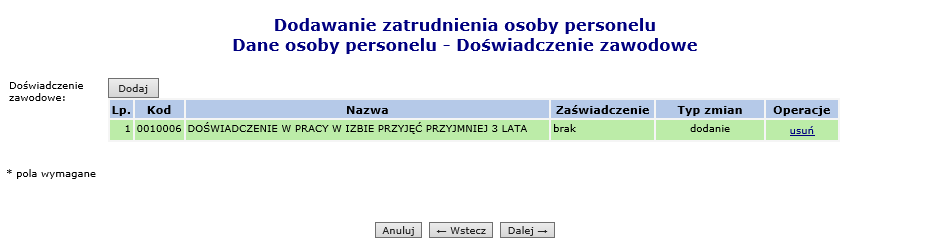 Dodawanie zatrudnienia osoby personelu
Dane osoby personelu - Doświadczenie zawodowe
Doświadczenie
zawodowe:
Dodaj
Lp. Kod Nazwa Zaświadczenie Typ zmian Operacje
1 0010006 DOŚWIADCZENIE W PRACY W IZBIE PRZYJĘĆ PRZYJMNIEJ 3 LATA brak dodanie usuń
* pola wymagane
Anuluj ← Wstecz Dalej →